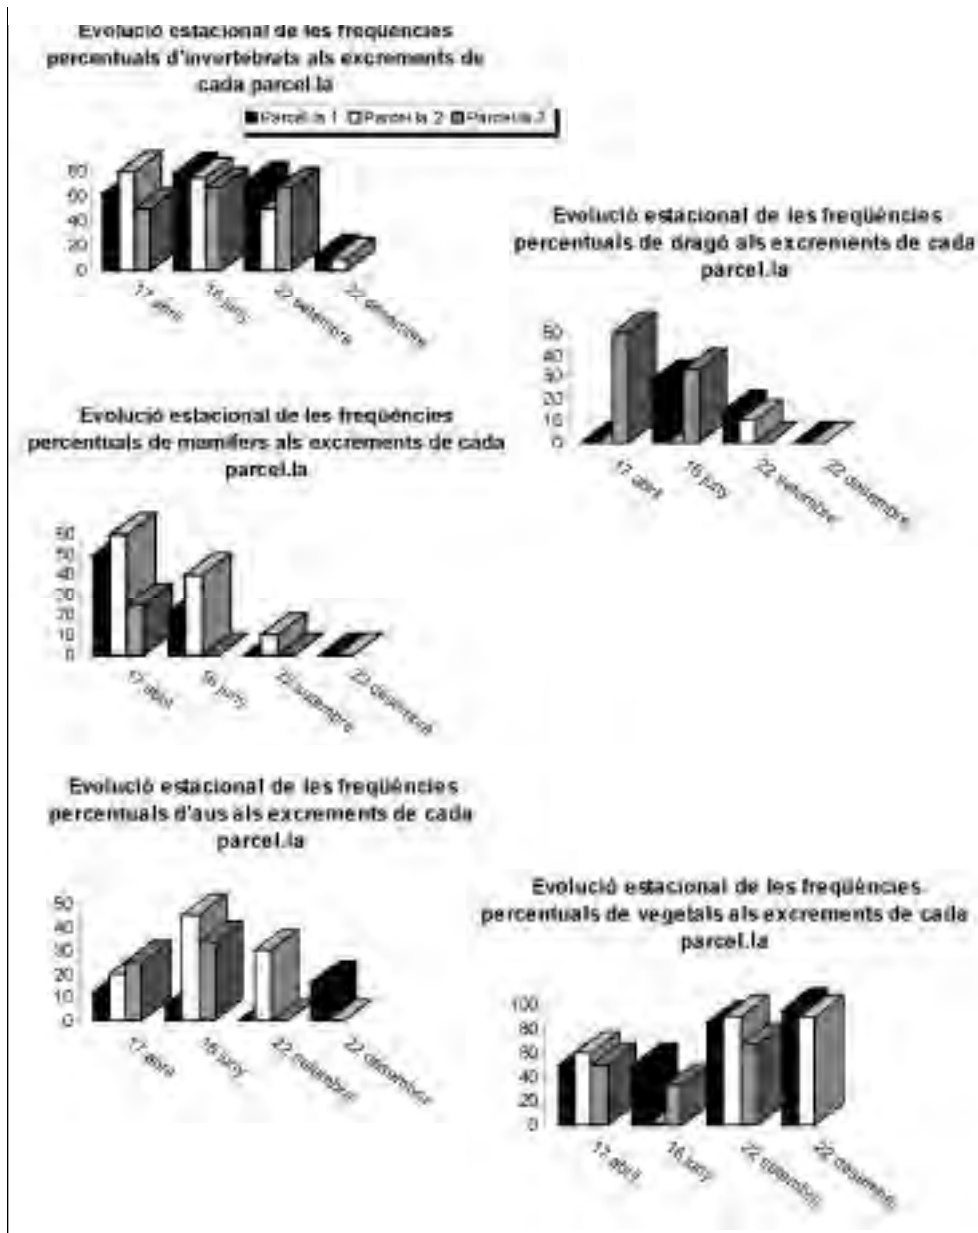 Evolució estacional de les freqüències
percentuals d'invertebrats als excrements de
cada parcel.la
Parcel·la 1 Parcel·la 2 Parcel·la 3
80
60
40
20
0
17 abril
16 juny
22 setembre
22 desembre
Evolució estacional de les freqüències
percentuals de dragó als excrements de cada
parcel.la
50
40
30
20
10
0
17 abril
16 juny
22 setembre
22 desembre
Evolució estacional de les freqüències
percentuals de mamífers als excrements de cada
parcel.la
60
50
40
30
20
10
0
17 abril
16 juny
22 setembre
22 desembre
Evolució estacional de les freqüències
percentuals d'aus als excrements de cada
parcel.la
50
40
30
20
10
0
17 abril
16 juny
22 setembre
22 desembre
Evolució estacional de les freqüències
percentuals de vegetals als excrements de cada
parcel.la
100
80
60
40
20
0
17 abril
16 juny
22 setembre
22 desembre